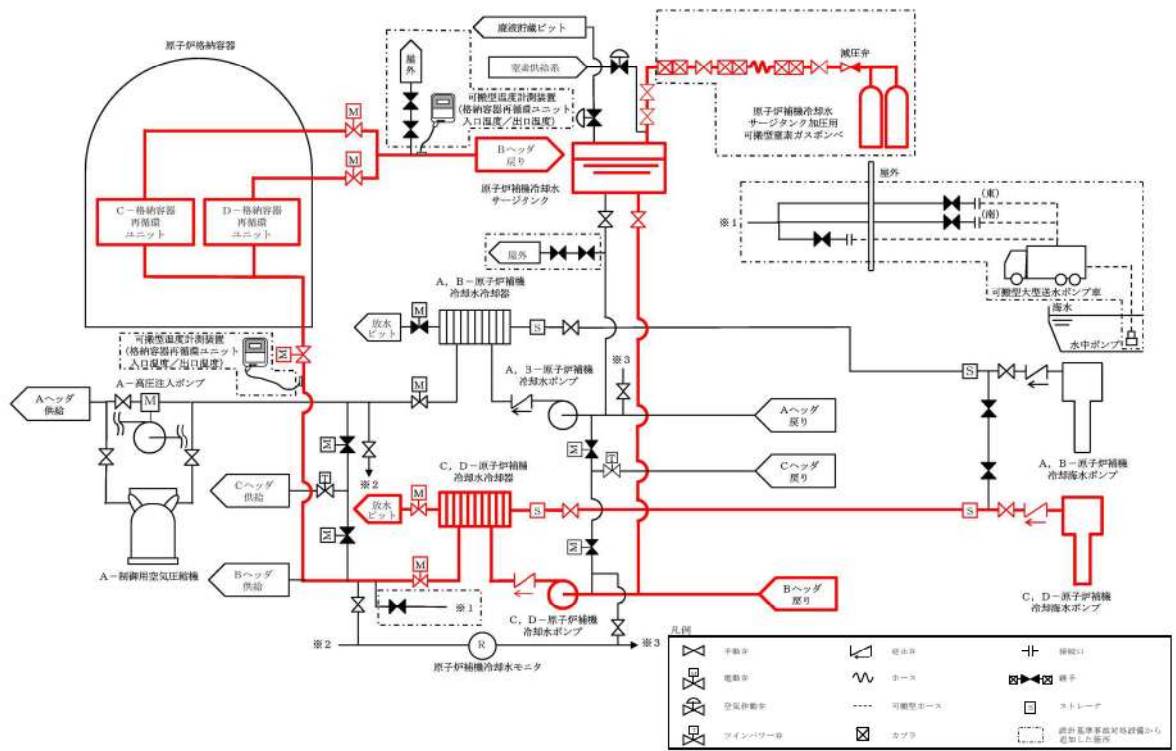 原子炉格納容器
屋外
可搬型温度計測装置
(格納容器再循環ユニット
入口温度/出口温度)
廃液貯蔵ピット
窒素供給系
減圧弁
原子炉補機冷却水
サージタンク加圧用
可搬型窒素ガスボンベ
Bヘッダ
戻り
原子炉補機冷却水
サージタンク
M
M
C-格納容器
再循環
ユニット
D-格納容器
再循環
ユニット
屋外
※1
(東)
(南)
可搬型大型送水ポンプ車
海水
水中ポンプ
屋外
A,B-原子炉補機
冷却水冷却器
放水
ピット
M
S
可搬型温度計測装置
(格納容器再循環ユニット
入口温度/出口温度)
M
※3
S
A-高圧注入ポンプ
Aヘッダ
供給
M
M
A,B-原子炉補機
冷却水ポンプ
Aヘッダ
戻り
M
M
A,B-原子炉補機
冷却海水ポンプ
C,D-原子炉補機
冷却水冷却器
T
Cヘッダ
戻り
※2
Cヘッダ
供給
T
放水
ピット
M
S
S
M
M
A-制御用空気圧縮機
Bヘッダ
供給
M
Bヘッダ
戻り
C,D-原子炉補機
冷却海水ポンプ
※1
C,D-原子炉補機
冷却水ポンプ
※2
R
※3
原子炉補機冷却水モニタ
凡例
手動弁
逆止弁
接続口
M
電動弁
ホース
継手
空気作動弁
可搬型ホース
S
ストレーナ
T
ツインパワー弁
カプラ
設計基準事故対処設備から
追加した箇所